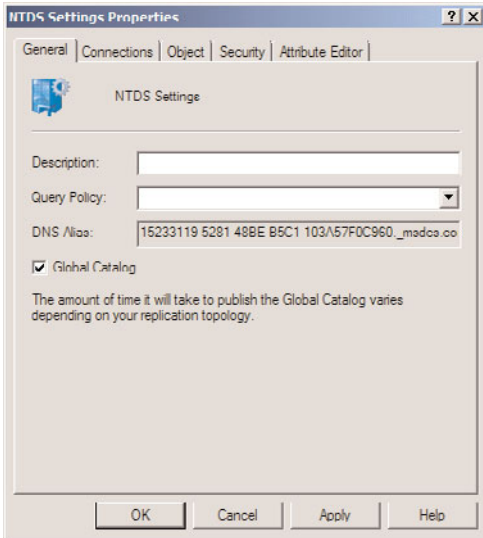 NTDS Settings Properties
? X
General Connections Object Security Attribute Editor
NTDS Settings
Description:
Query Policy:
DNS Alias: 15233119 5281 48BE B5C1 103A57F0C960._msdcs.co
Global Catalog
The amount of time it will take to publish the Global Catalog varies
depending on your replication topology.
OK Cancel Apply Help